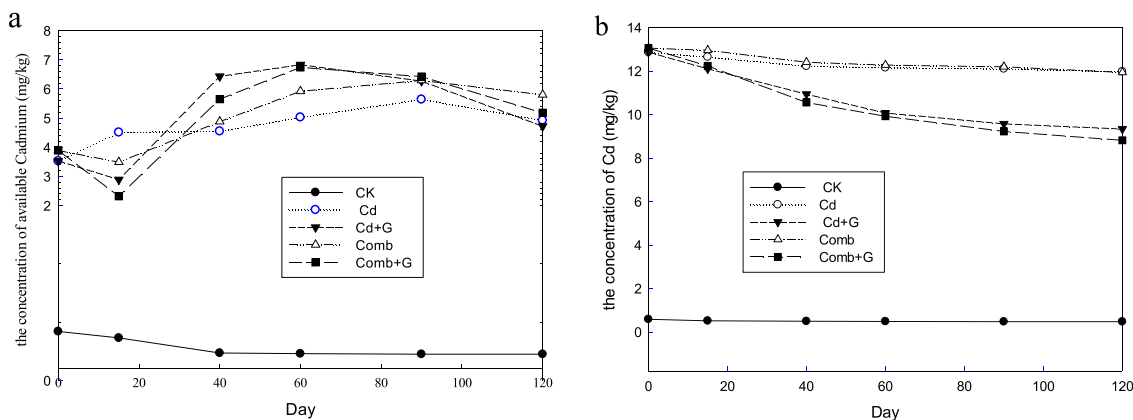 a
the concentration of available Cadmium (mg/kg)
8
7
6
5
4
3
2
0
CK
Cd
Cd+G
Comb
Comb+G
0 20 40 60 80 100 120
Day
b
the concentration of Cd (mg/kg)
14
12
10
8
6
4
2
0
CK
Cd
Cd+G
Comb
Comb+G
0 20 40 60 80 100 120
Day